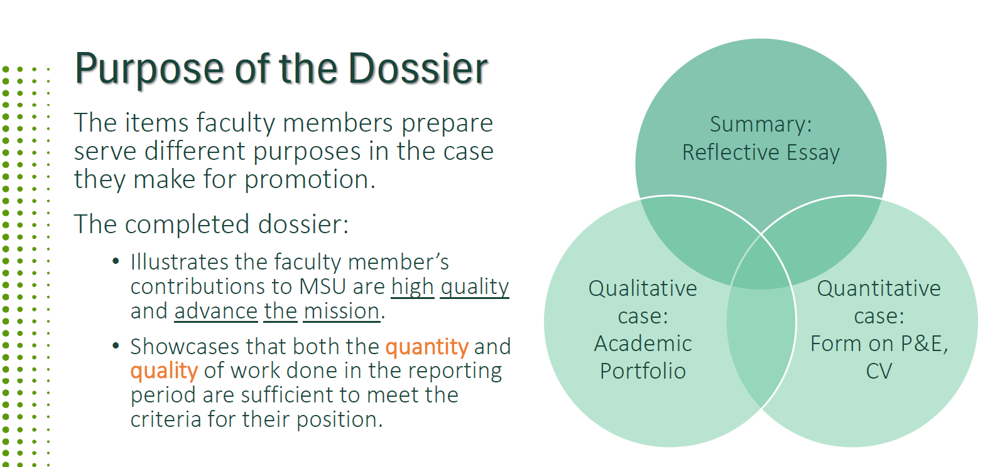 Purpose of the Dossier
The items faculty members prepare
serve different purposes in the case
they make for promotion.
The completed dossier:
• Illustrates the faculty member’s
contributions to MSU are high quality
and advance the mission.
• Showcases that both the quantity and
quality of work done in the reporting
period are sufficient to meet the
criteria for their position.
Summary:
Reflective Essay
Qualitative
case:
Academic
Portfolio
Quantitative
case:
Form on P&E,
CV